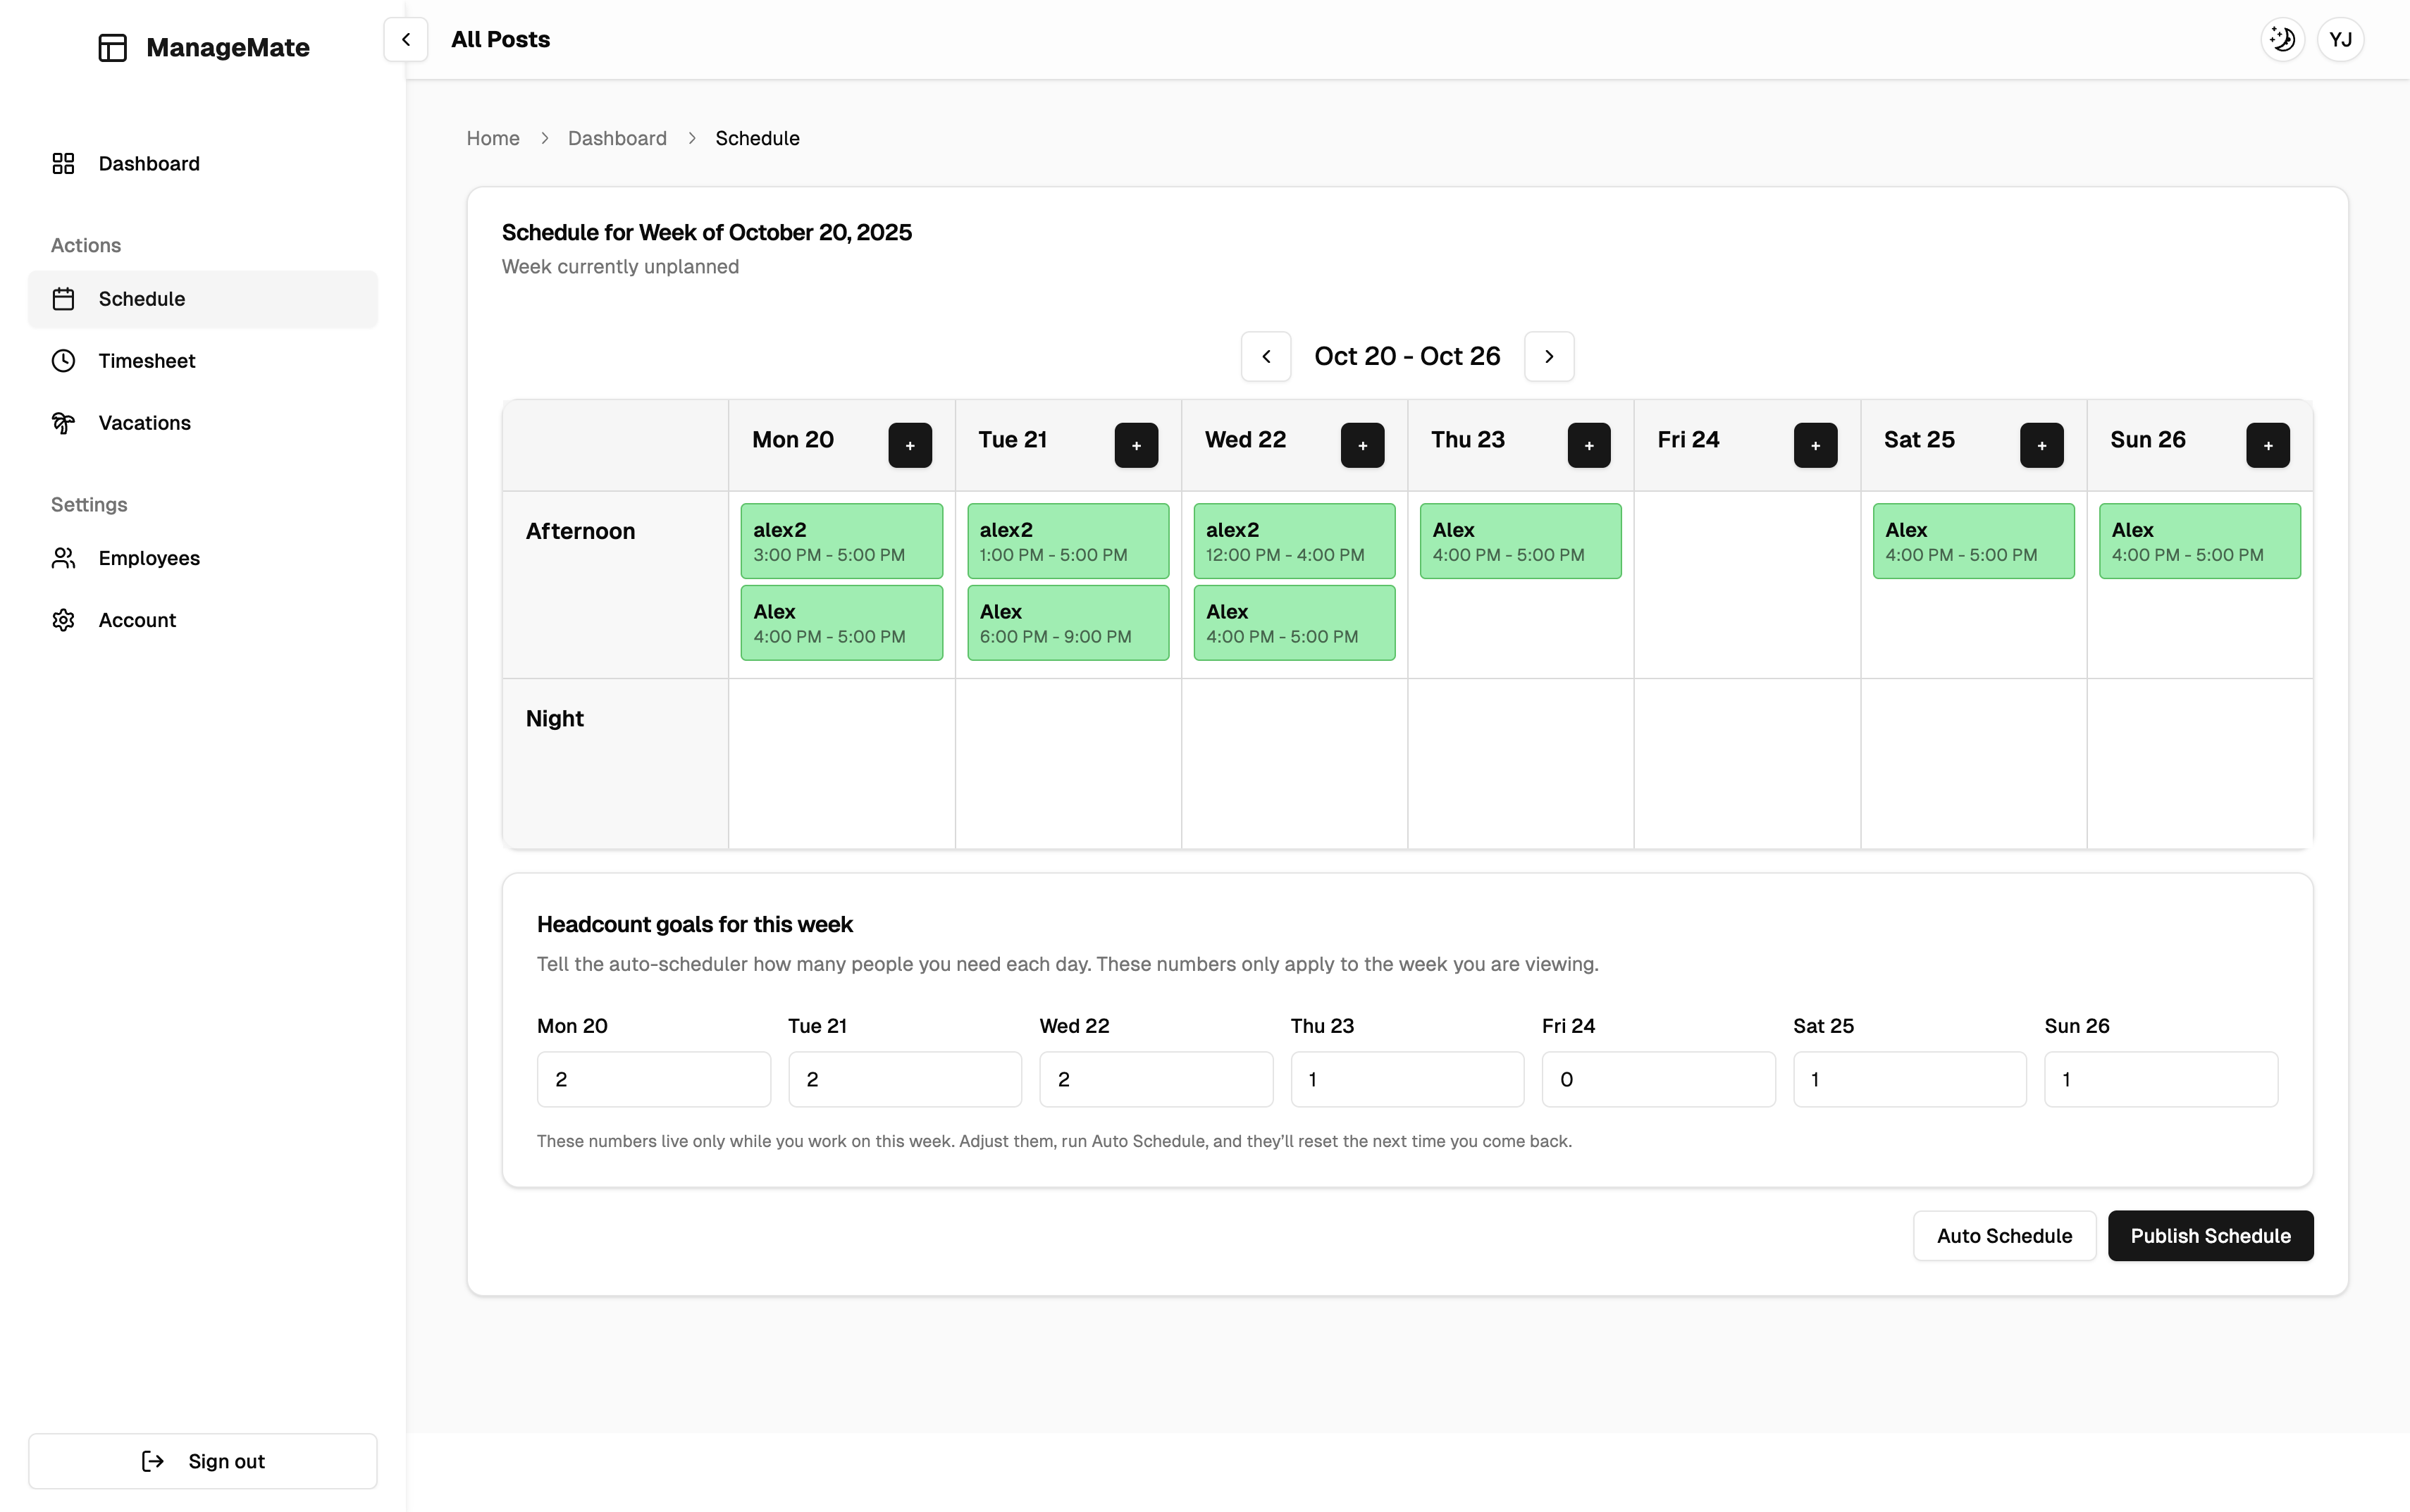 ManageMate
All Posts
YJ
Dashboard
Actions
Schedule
Timesheet
Vacations
Settings
Employees
Account
Sign out
Home > Dashboard > Schedule
Schedule for Week of October 20, 2025
Week currently unplanned
Oct 20 - Oct 26
Mon 20 +
Tue 21 +
Wed 22 +
Thu 23 +
Fri 24 +
Sat 25 +
Sun 26 +
Afternoon
alex2
3:00 PM - 5:00 PM
Alex
4:00 PM - 5:00 PM
alex2
1:00 PM - 5:00 PM
Alex
6:00 PM - 9:00 PM
alex2
12:00 PM - 4:00 PM
Alex
4:00 PM - 5:00 PM
Alex
4:00 PM - 5:00 PM
Alex
4:00 PM - 5:00 PM
Alex
4:00 PM - 5:00 PM
Night
Headcount goals for this week
Tell the auto-scheduler how many people you need each day. These numbers only apply to the week you are viewing.
Mon 20
2
Tue 21
2
Wed 22
2
Thu 23
1
Fri 24
0
Sat 25
1
Sun 26
1
These numbers live only while you work on this week. Adjust them, run Auto Schedule, and they’ll reset the next time you come back.
Auto Schedule
Publish Schedule